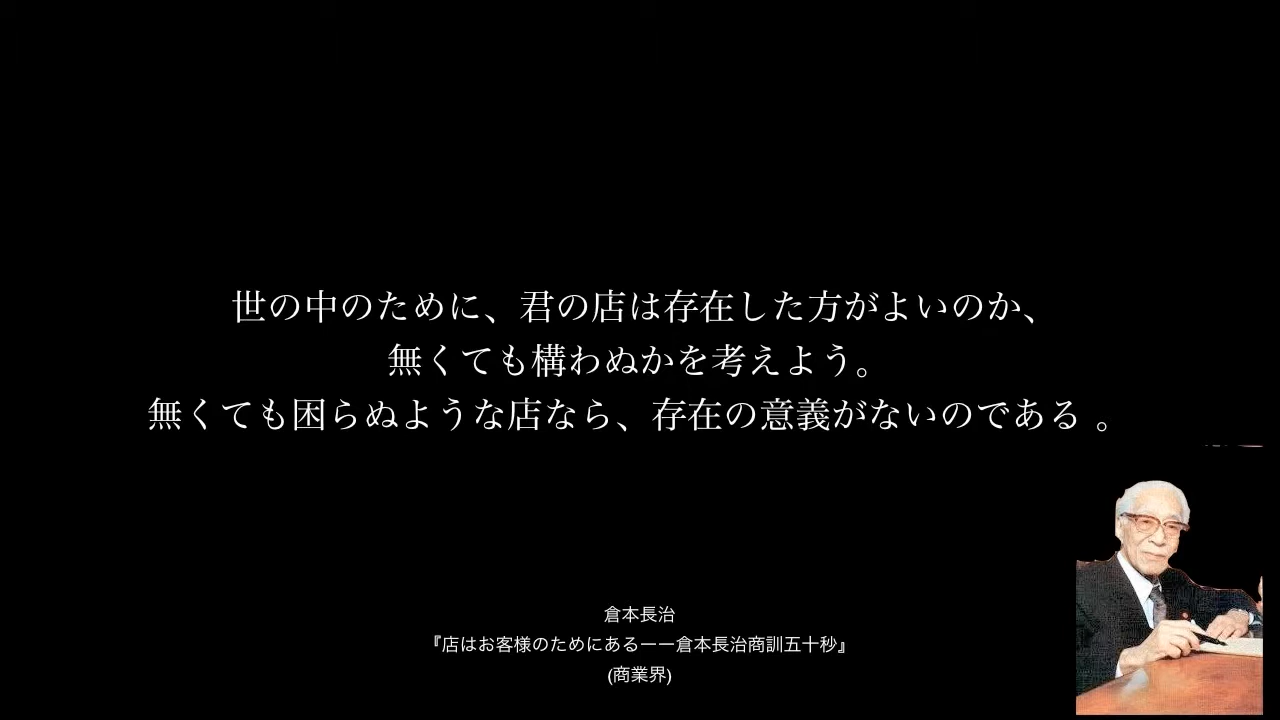 世の中のために、君の店は存在した方がよいのか、
無くても構わぬかを考えよう。
無くても困らぬような店なら、存在の意義がないのである 。
倉本長治
『店はお客様のためにあるーー倉本長治商訓五十秒』
(商業界)